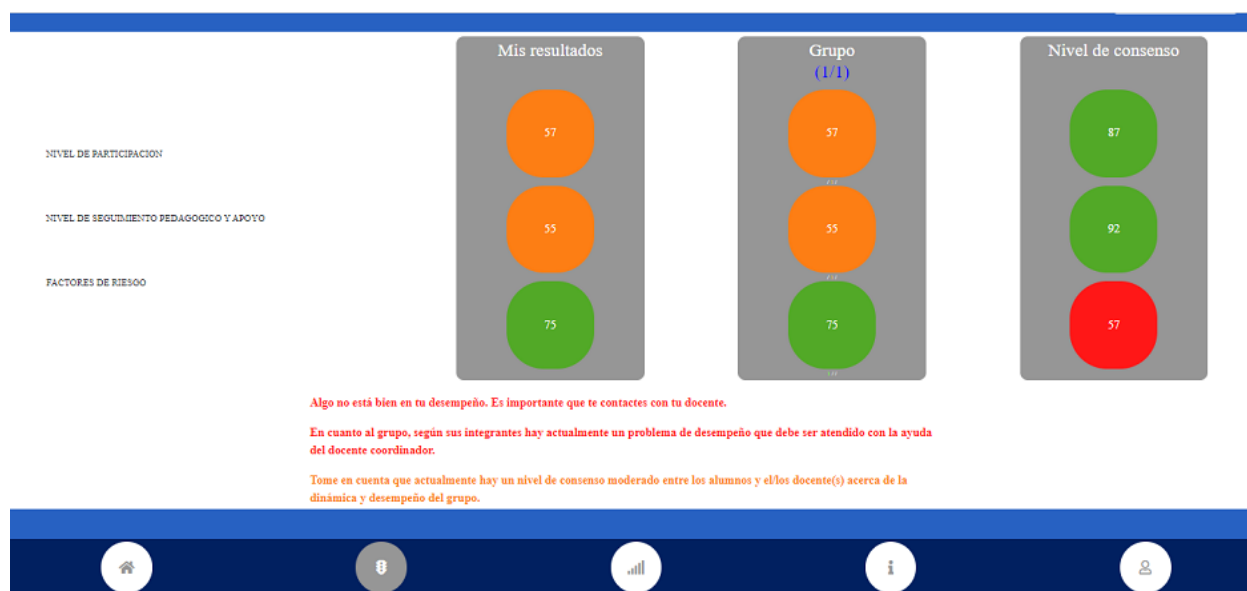 Mis resultados
Grupo
(1/1)
Nivel de consenso
57
57
87
NIVEL DE PARTICIPACION
NIVEL DE SEGUIMIENTO PEDAGOGICO Y APOYO
55
55
92
FACTORES DE RIESGO
75
75
57
Algo no está bien en tu desempeño. Es importante que te contactes con tu docente.
En cuanto al grupo, según sus integrantes hay actualmente un problema de desempeño que debe ser atendido con la ayuda
del docente coordinador.
Tome en cuenta que actualmente hay un nivel de consenso moderado entre los alumnos y el/los docente(s) acerca de la
dinámica y desempeño del grupo.